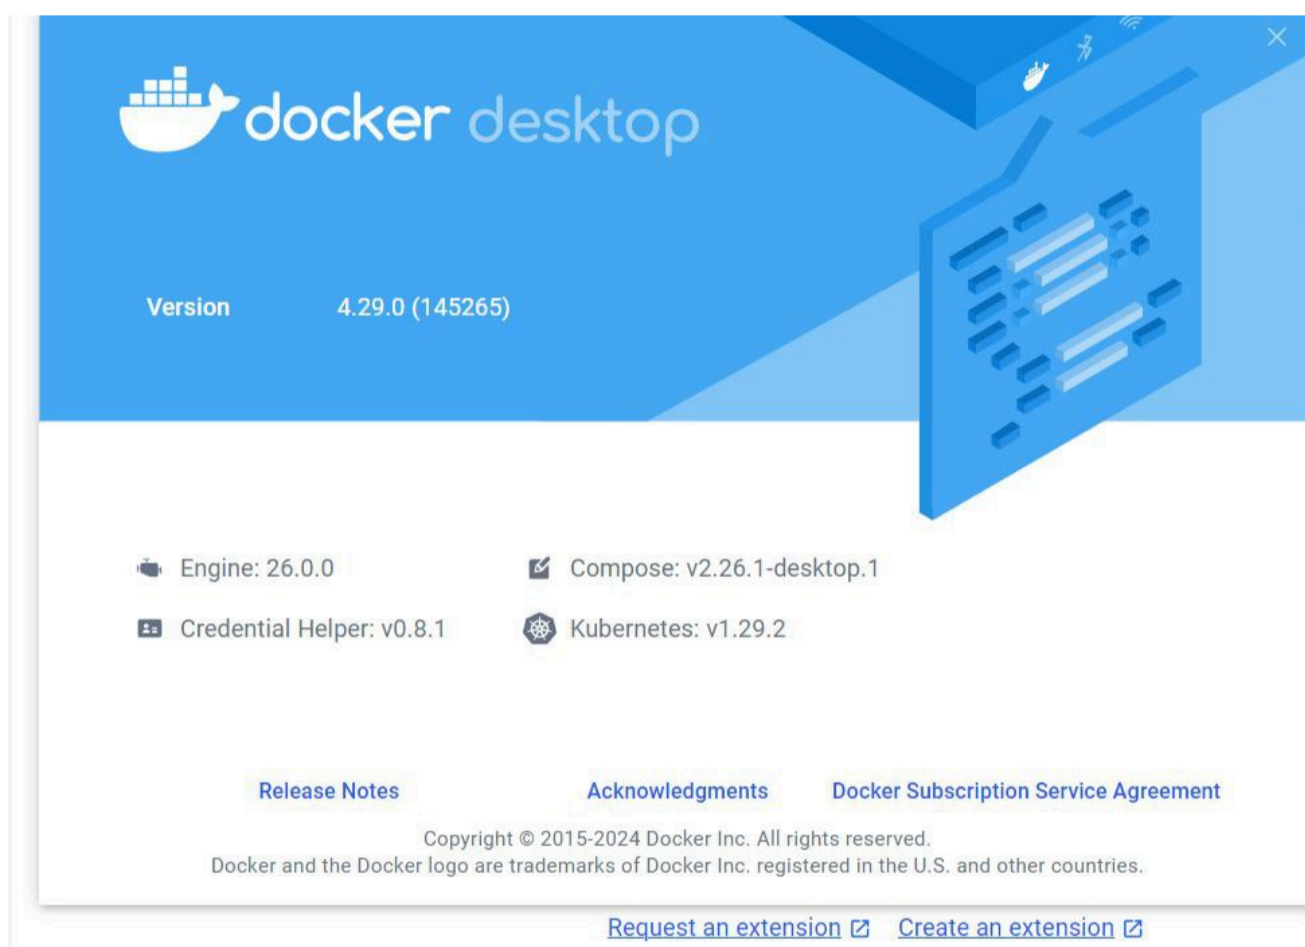 docker desktop
Version 4.29.0 (145265)
Engine: 26.0.0 Compose: v2.26.1-desktop.1
Credential Helper: v0.8.1 Kubernetes: v1.29.2
Release Notes Acknowledgments Docker Subscription Service Agreement
Copyright © 2015-2024 Docker Inc. All rights reserved.
Docker and the Docker logo are trademarks of Docker Inc. registered in the U.S. and other countries.
Request an extension Create an extension